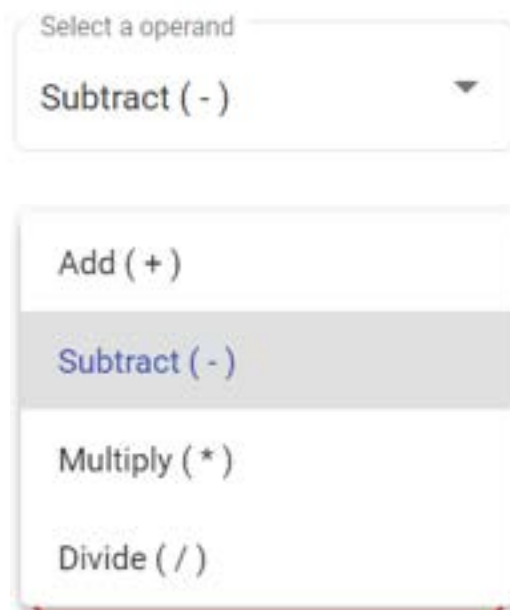 Select a operand
Subtract ( - )
Add ( + )
Subtract ( - )
Multiply ( * )
Divide ( / )